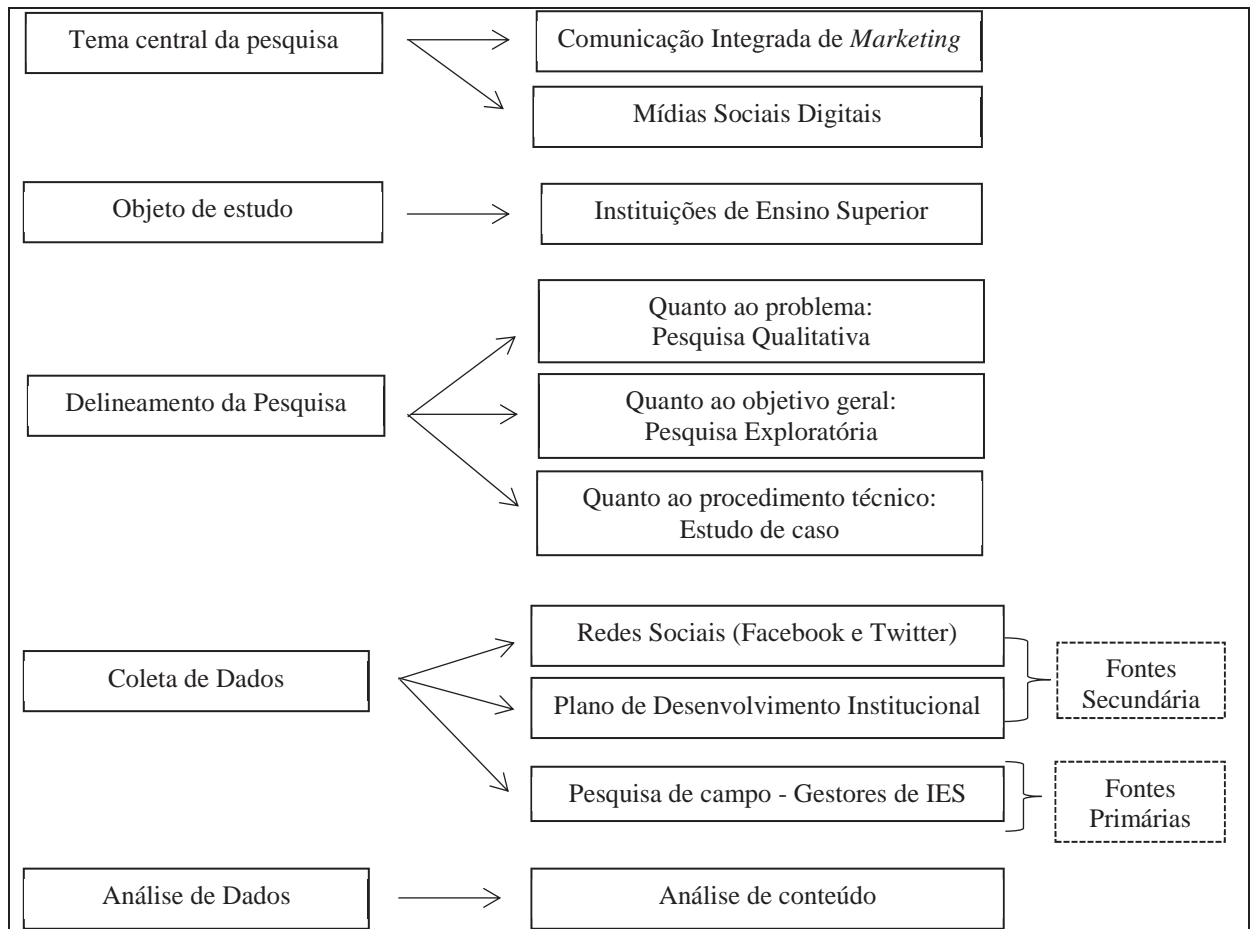 Tema central da pesquisa
Comunicação Integrada de Marketing
Mídias Sociais Digitais
Objeto de estudo
Instituições de Ensino Superior
Delineamento da Pesquisa
Quanto ao problema:
Pesquisa Qualitativa
Quanto ao objetivo geral:
Pesquisa Exploratória
Quanto ao procedimento técnico:
Estudo de caso
Coleta de Dados
Redes Sociais (Facebook e Twitter)
Plano de Desenvolvimento Institucional
Fontes
Secundária
Pesquisa de campo - Gestores de IES
Fontes
Primárias
Análise de Dados
Análise de conteúdo